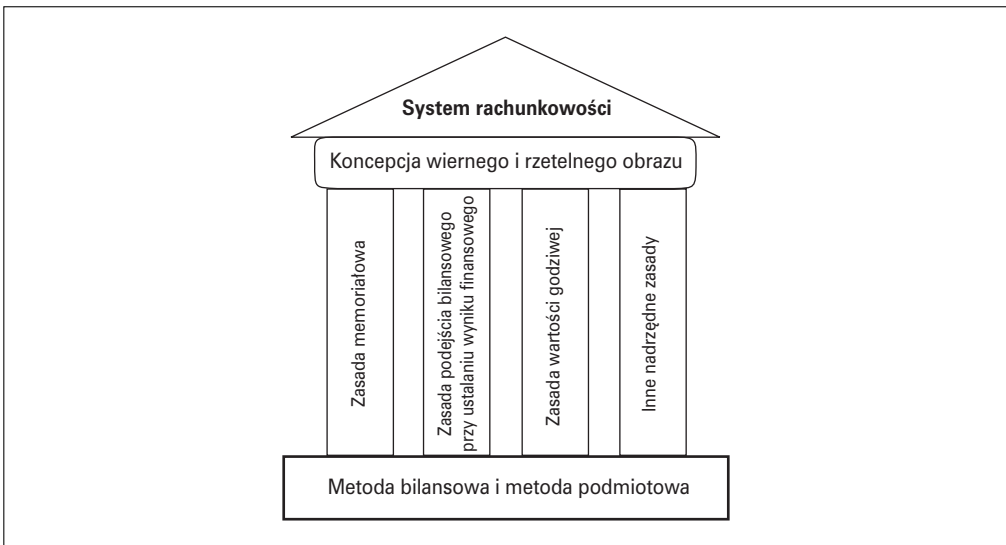 System rachunkowości
Koncepcja wiernego i rzetelnego obrazu
Zasada memoriałowa
Zasada podejścia bilansowego
przy ustalaniu wyniku finansowego
Zasada wartości godziwej
Inne nadrzędne zasady
Metoda bilansowa i metoda podmiotowa